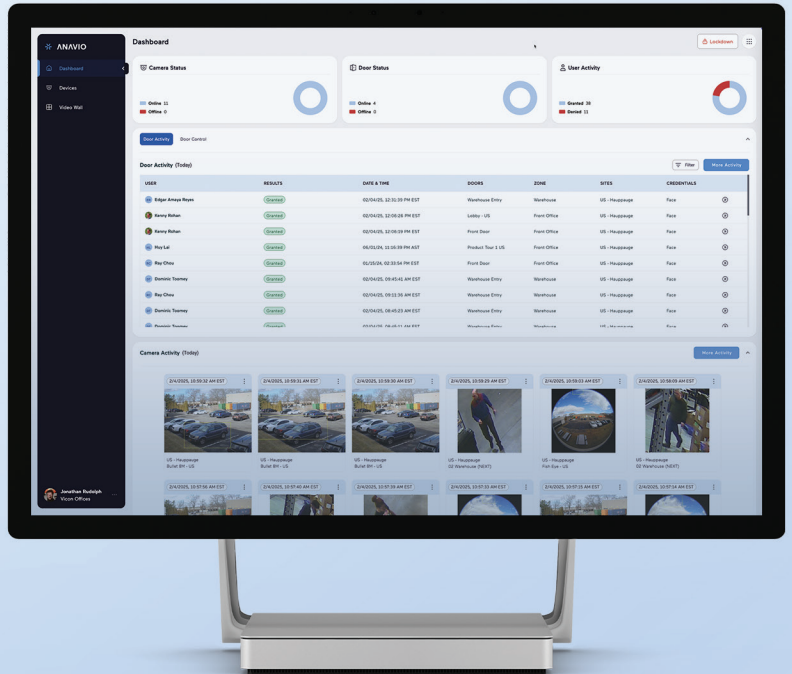 ANAVIO
Dashboard
Lockdown
Dashboard
Devices
Video Wall
Camera Status
Online 11
Offline 0
Door Status
Online 4
Offline 0
User Activity
Granted 38
Denied 11
Door Activity Door Control
Door Activity (Today)
Filter
More Activity
USER RESULTS DATE & TIME DOORS ZONE SITES CREDENTIALS
Edgar Amaya Reyes Granted 02/04/25, 12:31:39 PM EST Warehouse Entry Warehouse US - Hauppauge Face
Kenny Rohan Granted 02/04/25, 12:09:26 PM EST Lobby - US Front Office US - Hauppauge Face
Kenny Rohan Granted 02/04/25, 12:09:19 PM EST Front Door Front Office US - Hauppauge Face
Huy Lai Granted 06/01/24, 11:16:59 PM AST Product Tour 1 US Front Office US - Hauppauge Face
Ray Chou Granted 01/15/24, 02:33:54 PM EST Front Door Front Office US - Hauppauge Face
Dominic Toomey Granted 02/04/25, 09:45:41 AM EST Warehouse Entry Warehouse US - Hauppauge Face
Ray Chou Granted 02/04/25, 09:11:36 AM EST Warehouse Entry Warehouse US - Hauppauge Face
Dominic Toomey Granted 02/04/25, 08:45:23 AM EST Warehouse Entry Warehouse US - Hauppauge Face
Camera Activity (Today)
More Activity
2/4/2025, 10:59:32 AM EST 2/4/2025, 10:59:31 AM EST 2/4/2025, 10:59:30 AM EST 2/4/2025, 10:59:25 AM EST 2/4/2025, 10:59:03 AM EST 2/4/2025, 10:58:09 AM EST
US - Hauppauge US - Hauppauge US - Hauppauge US - Hauppauge US - Hauppauge US - Hauppauge
Bullet 8M - US Bullet 8M - US Bullet 8M - US 02 Warehouse (NEXT) Fish Eye - US 02 Warehouse (NEXT)
2/4/2025, 10:57:56 AM EST 2/4/2025, 10:57:40 AM EST 2/4/2025, 10:57:39 AM EST 2/4/2025, 10:57:33 AM EST 2/4/2025, 10:57:15 AM EST 2/4/2025, 10:57:14 AM EST
Jonathan Rudolph
Vicon Offices